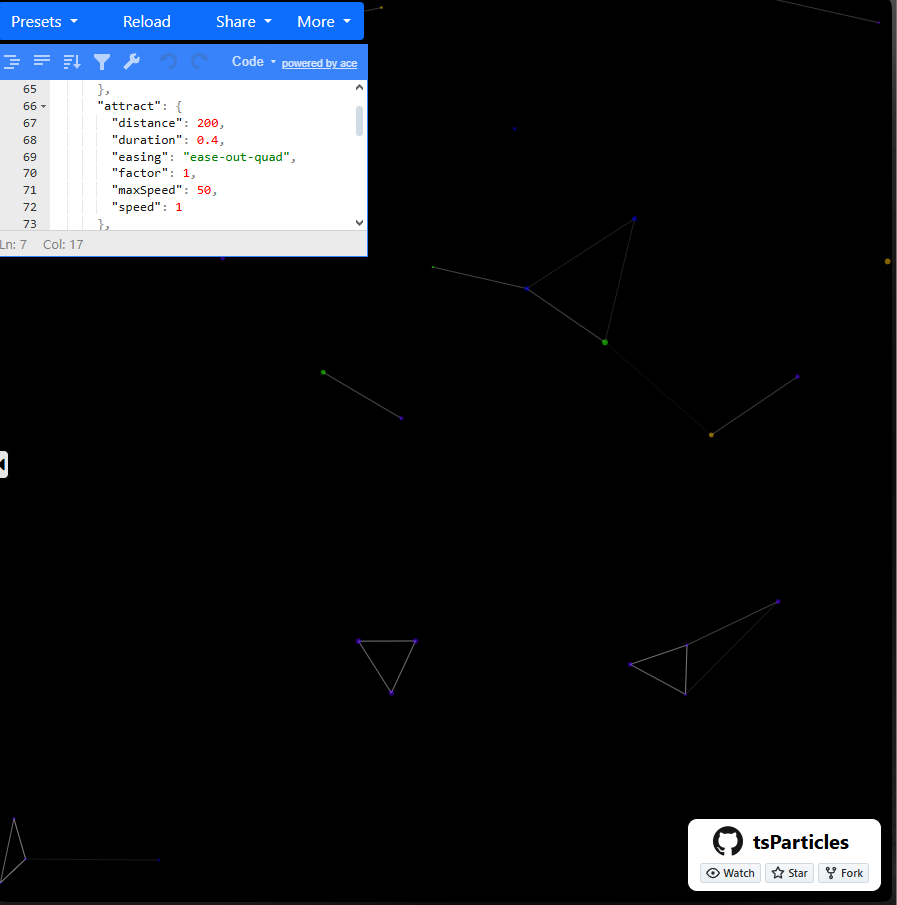 Presets Reload Share More
Code powered by ace
65 },
66 "attract": {
67 "distance": 200,
68 "duration": 0.4,
69 "easing": "ease-out-quad",
70 "factor": 1,
71 "maxSpeed": 50,
72 "speed": 1
73 },
Ln: 7 Col: 17
tsParticles
Watch Star Fork